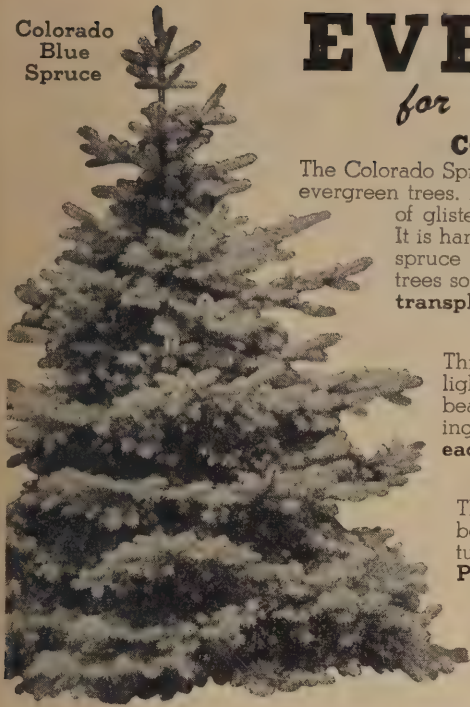 Colorado
Blue
Spruce
EVE
for
C
The Colorado Spr
evergreen trees.
of gliste
It is har
spruce
trees so
transpl
Thi
lig
bea
ing
eac
T
be
tu
P